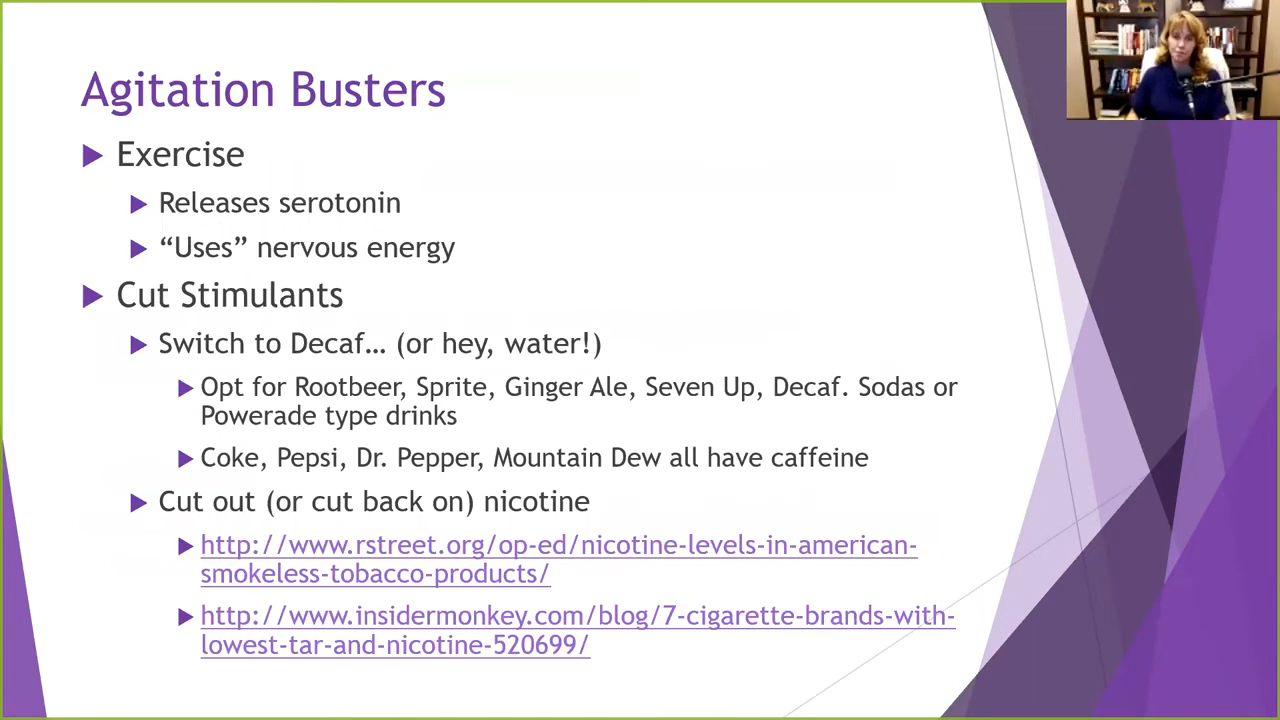 Agitation Busters
Exercise
Releases serotonin
“Uses” nervous energy
Cut Stimulants
Switch to Decaf… (or hey, water!)
Opt for Rootbeer, Sprite, Ginger Ale, Seven Up, Decaf. Sodas or
Powerade type drinks
Coke, Pepsi, Dr. Pepper, Mountain Dew all have caffeine
Cut out (or cut back on) nicotine
http://www.rstreet.org/op-ed/nicotine-levels-in-american-
smokeless-tobacco-products/
http://www.insidermonkey.com/blog/7-cigarette-brands-with-
lowest-tar-and-nicotine-520699/